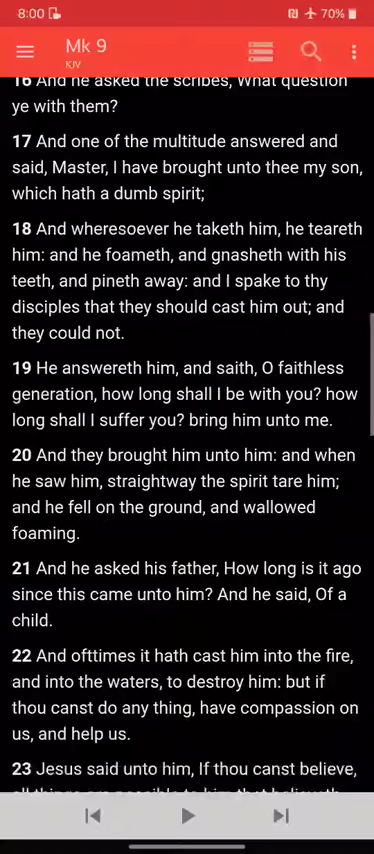 8:00
70%
Mk 9
KJV
16 And he asked the scribes, What question
ye with them?
17 And one of the multitude answered and
said, Master, I have brought unto thee my son,
which hath a dumb spirit;
18 And wheresoever he taketh him, he teareth
him: and he foameth, and gnasheth with his
teeth, and pineth away: and I spake to thy
disciples that they should cast him out; and
they could not.
19 He answereth him, and saith, O faithless
generation, how long shall I be with you? how
long shall I suffer you? bring him unto me.
20 And they brought him unto him: and when
he saw him, straightway the spirit tare him;
and he fell on the ground, and wallowed
foaming.
21 And he asked his father, How long is it ago
since this came unto him? And he said, Of a
child.
22 And ofttimes it hath cast him into the fire,
and into the waters, to destroy him: but if
thou canst do any thing, have compassion on
us, and help us.
23 Jesus said unto him, If thou canst believe,
all things are possible to him that believeth